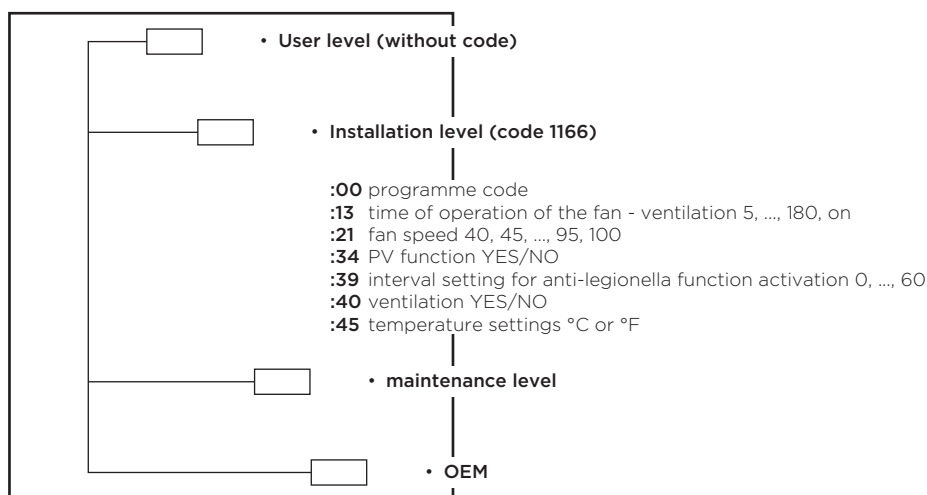 • User level (without code)
• Installation level (code 1166)
:00 programme code
:13 time of operation of the fan - ventilation 5, ..., 180, on
:21 fan speed 40, 45, ..., 95, 100
:34 PV function YES/NO
:39 interval setting for anti-legionella function activation 0, ..., 60
:40 ventilation YES/NO
:45 temperature settings °C or °F
• maintenance level
• OEM